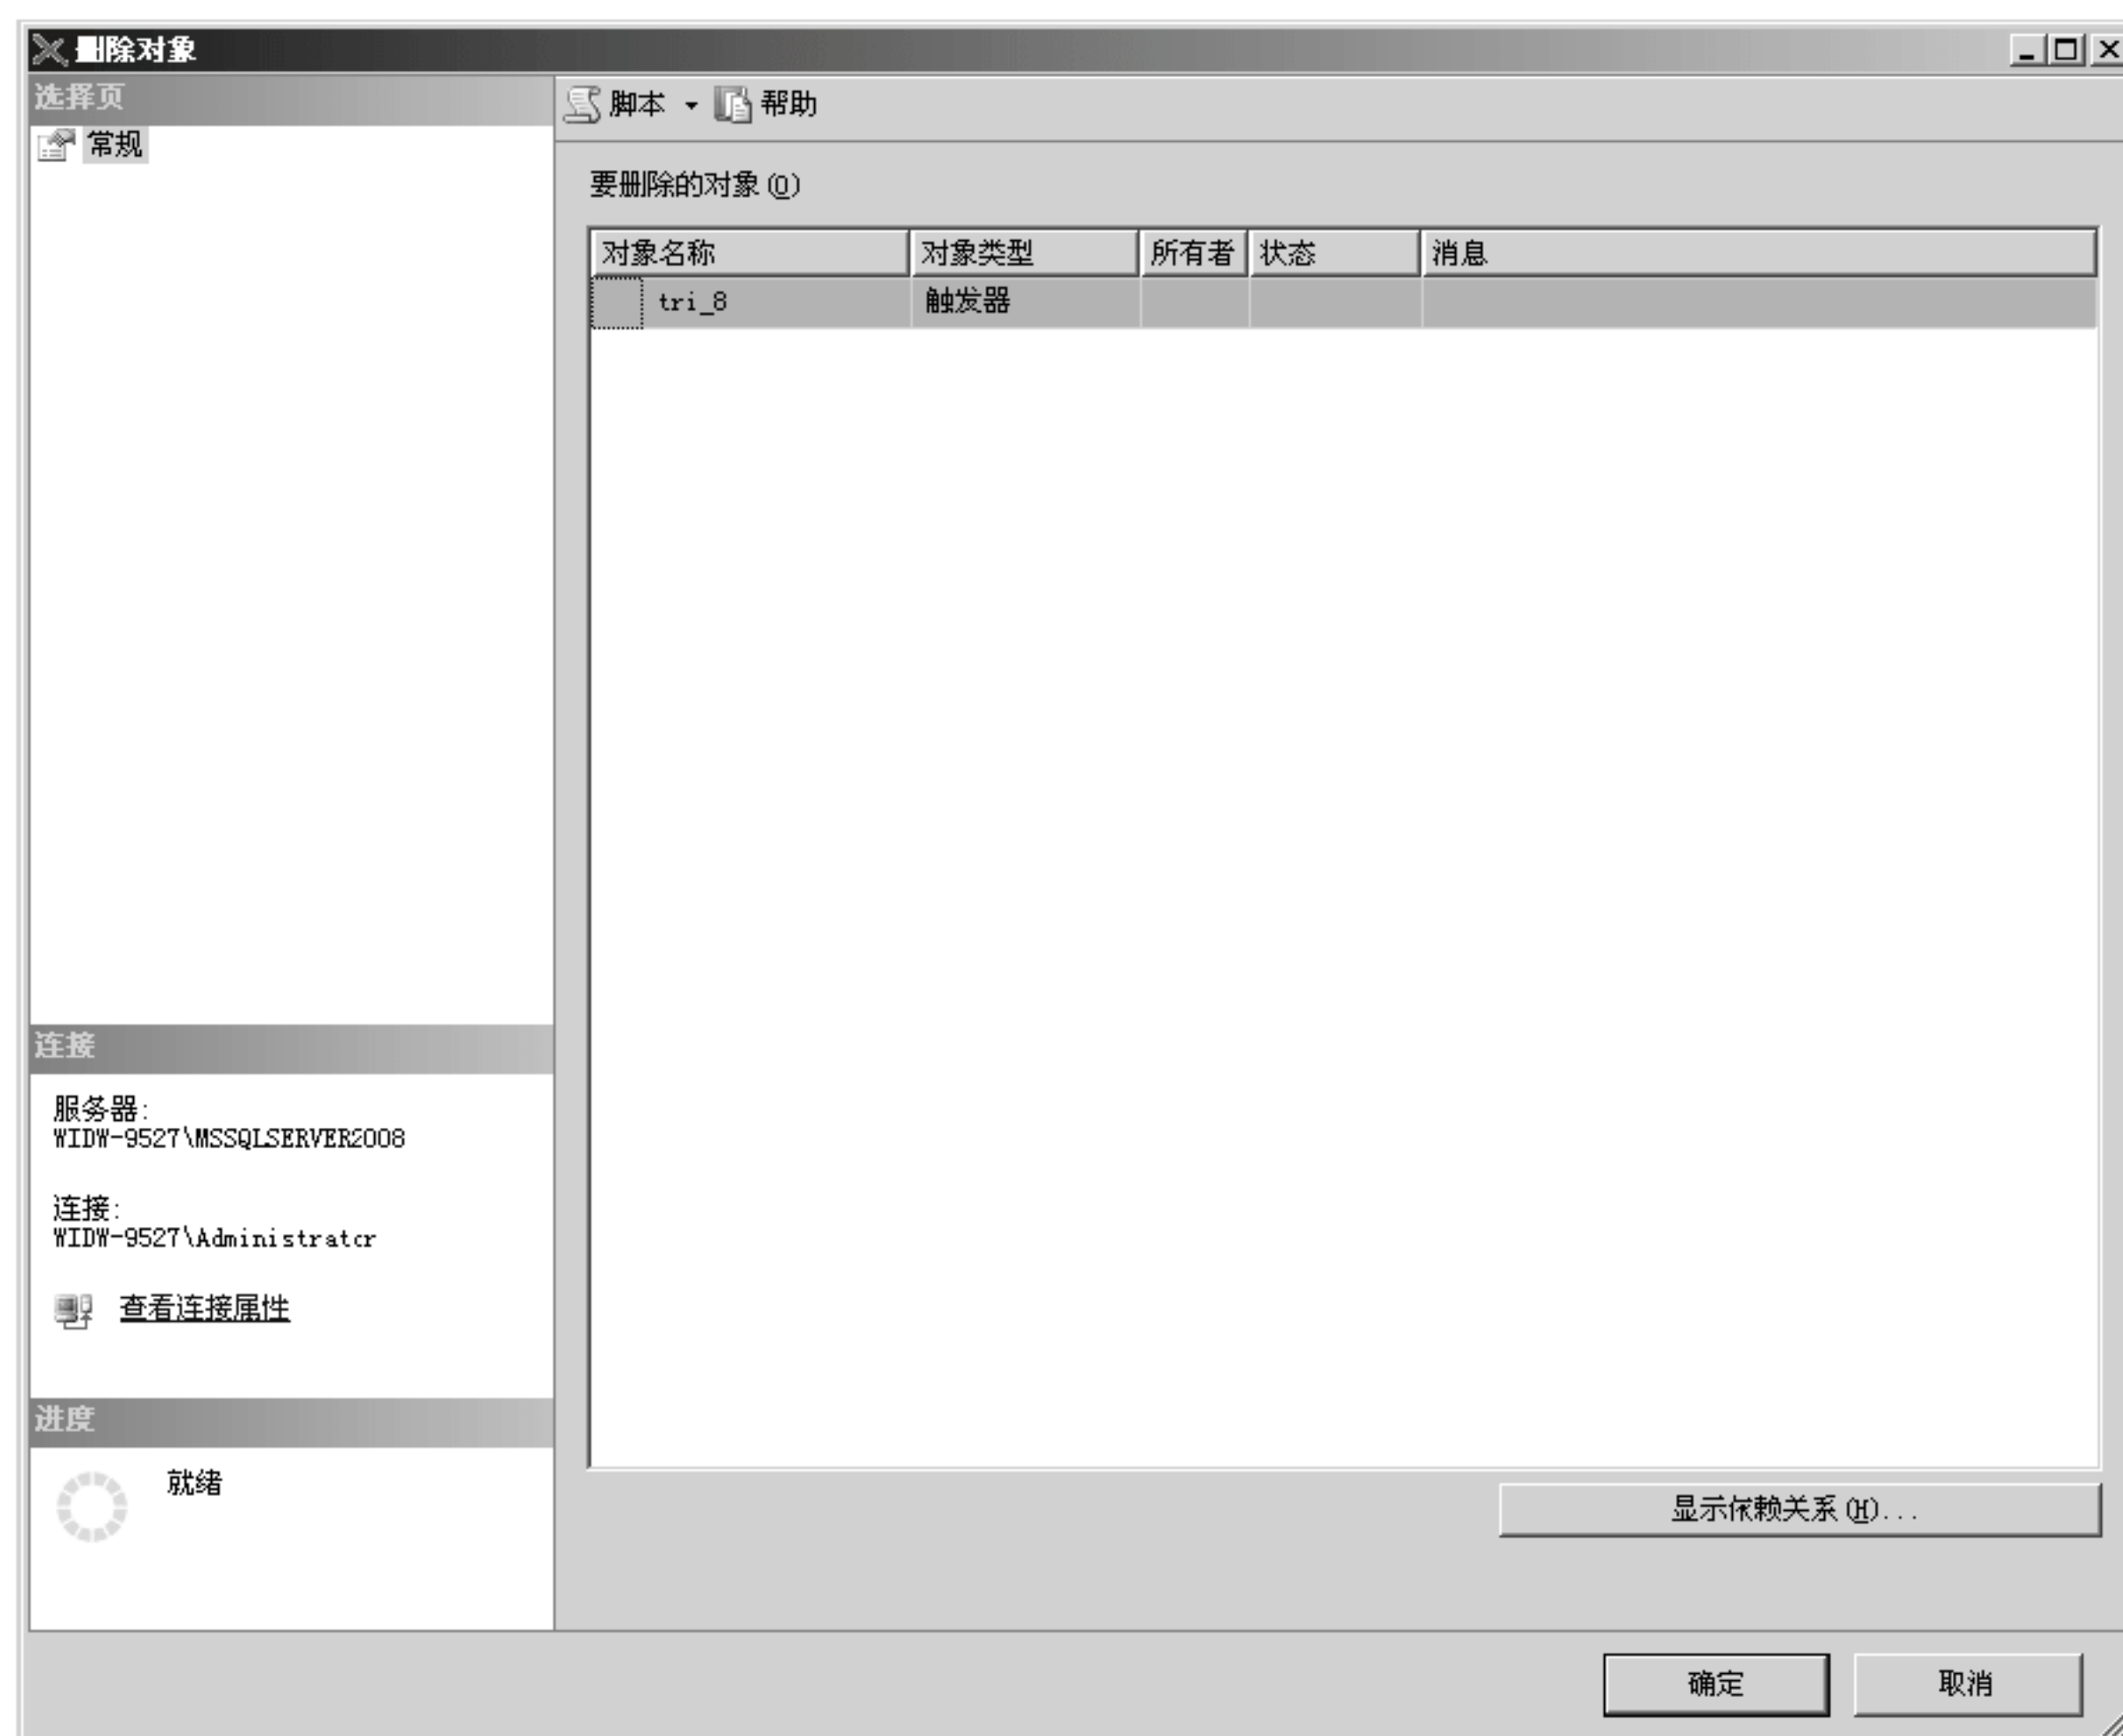 删除对象
选择页
常规
脚本 帮助
要删除的对象(O)
对象名称 对象类型 所有者 状态 消息
tri_8 触发器
连接
服务器:
WIDW-9527\MSSQLSERVER2008
连接:
WIDW-9527\Administrator
查看连接属性
进度
就绪
显示依赖关系(H)...
确定 取消